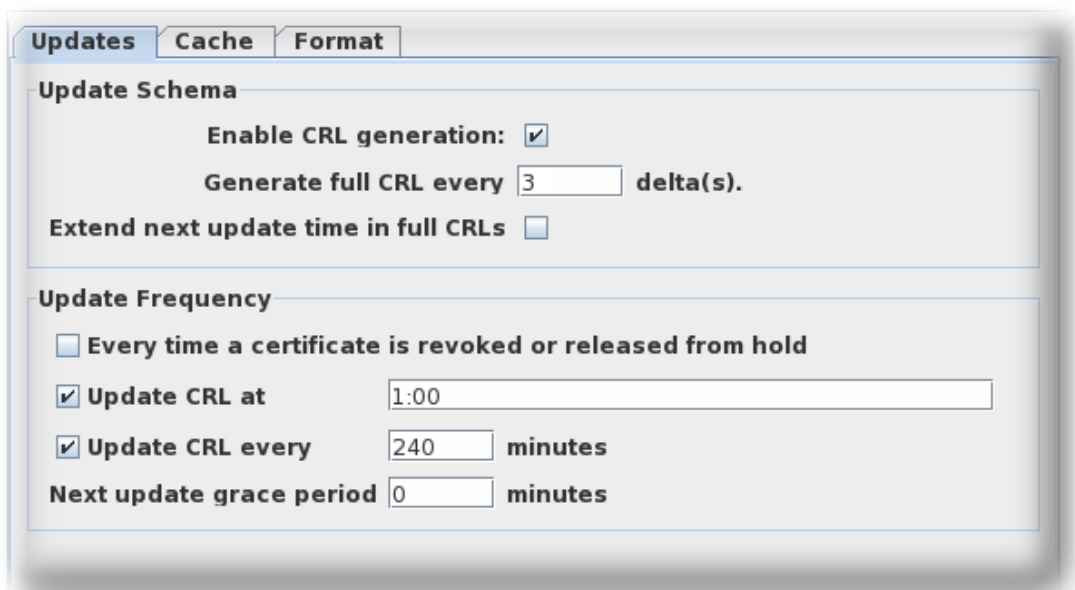 Updates Cache Format
Update Schema
Enable CRL generation:
Generate full CRL every 3 delta(s).
Extend next update time in full CRLs
Update Frequency
Every time a certificate is revoked or released from hold
Update CRL at 1:00
Update CRL every 240 minutes
Next update grace period 0 minutes